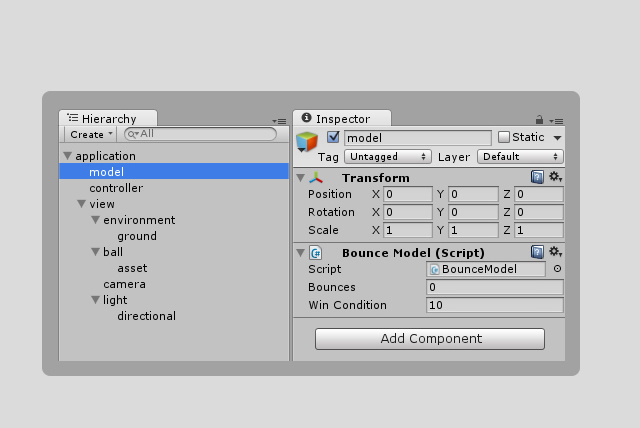 Hierarchy
Create
All
application
model
controller
view
environment
ground
ball
asset
camera
light
directional
Inspector
model
Static
Tag Untagged Layer Default
Transform
Position X 0 Y 0 Z 0
Rotation X 0 Y 0 Z 0
Scale X 1 Y 1 Z 1
C#
Bounce Model (Script)
Script BounceModel
Bounces 0
Win Condition 10
Add Component